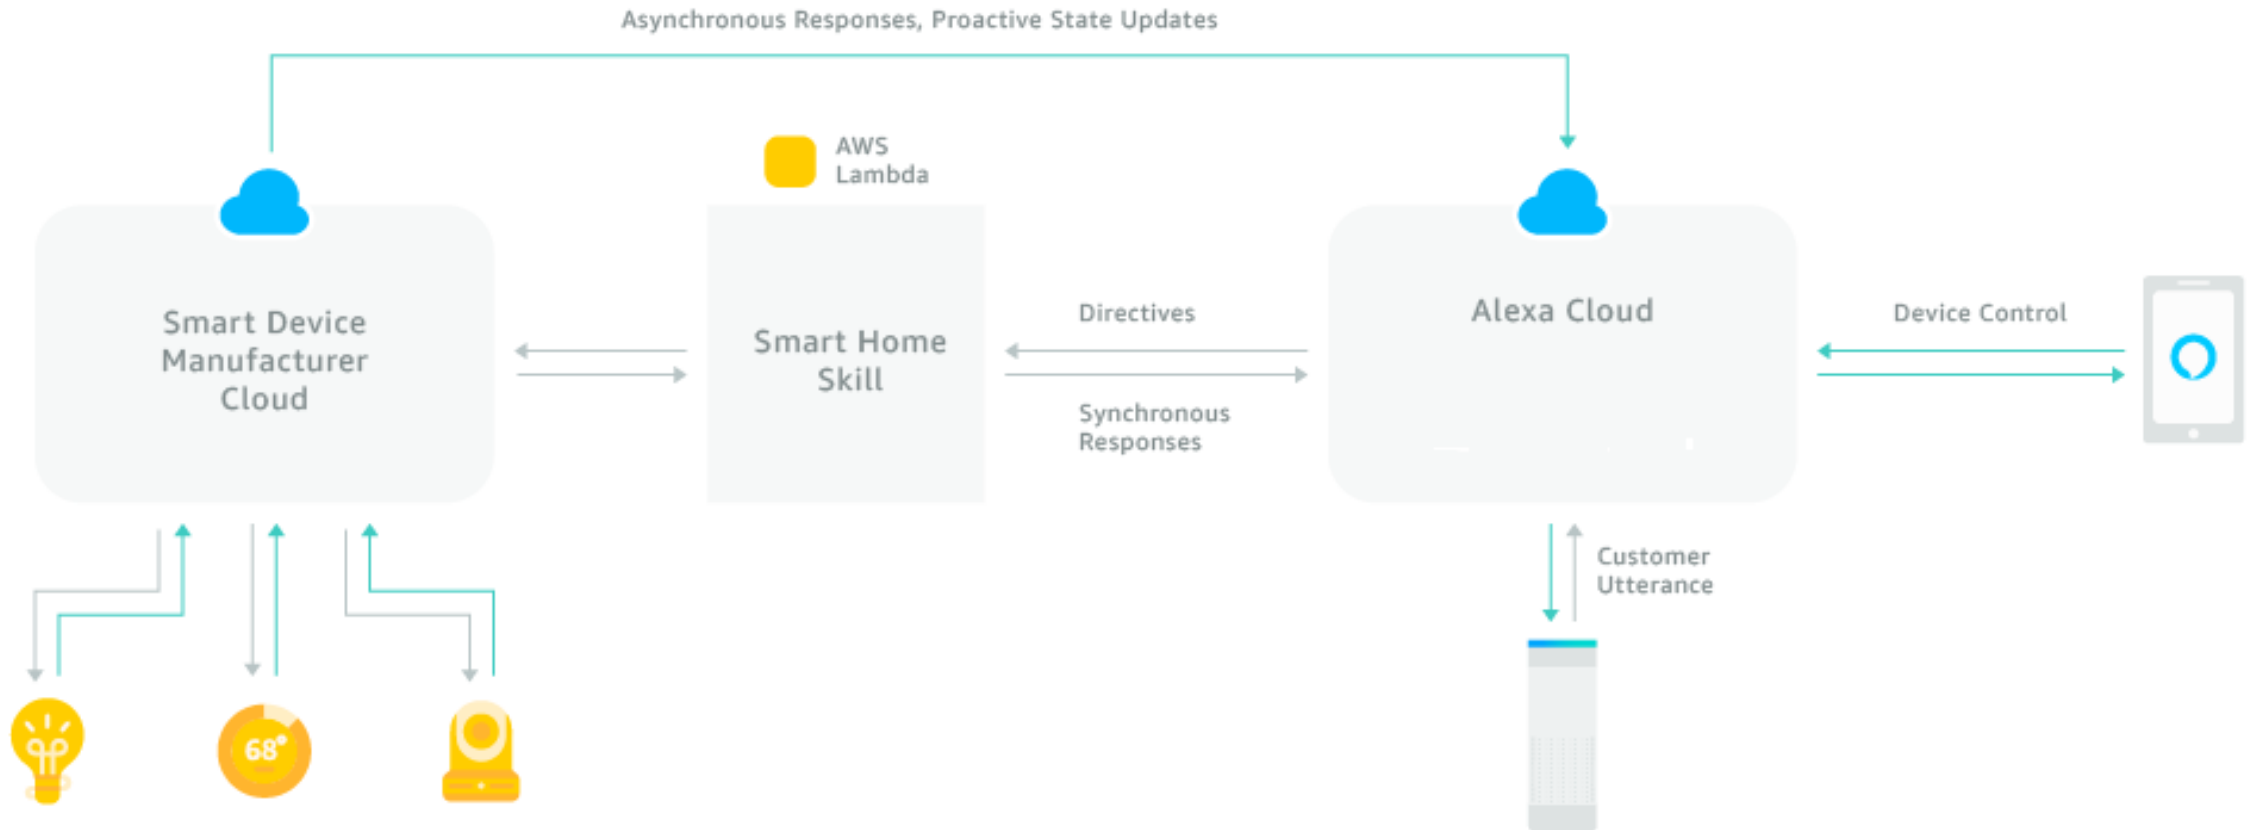 Asynchronous Responses, Proactive State Updates
AWS
Lambda
Smart Device
Manufacturer
Cloud
Smart Home
Skill
Directives
Synchronous
Responses
Alexa Cloud
Device Control
Customer
Utterance
68°